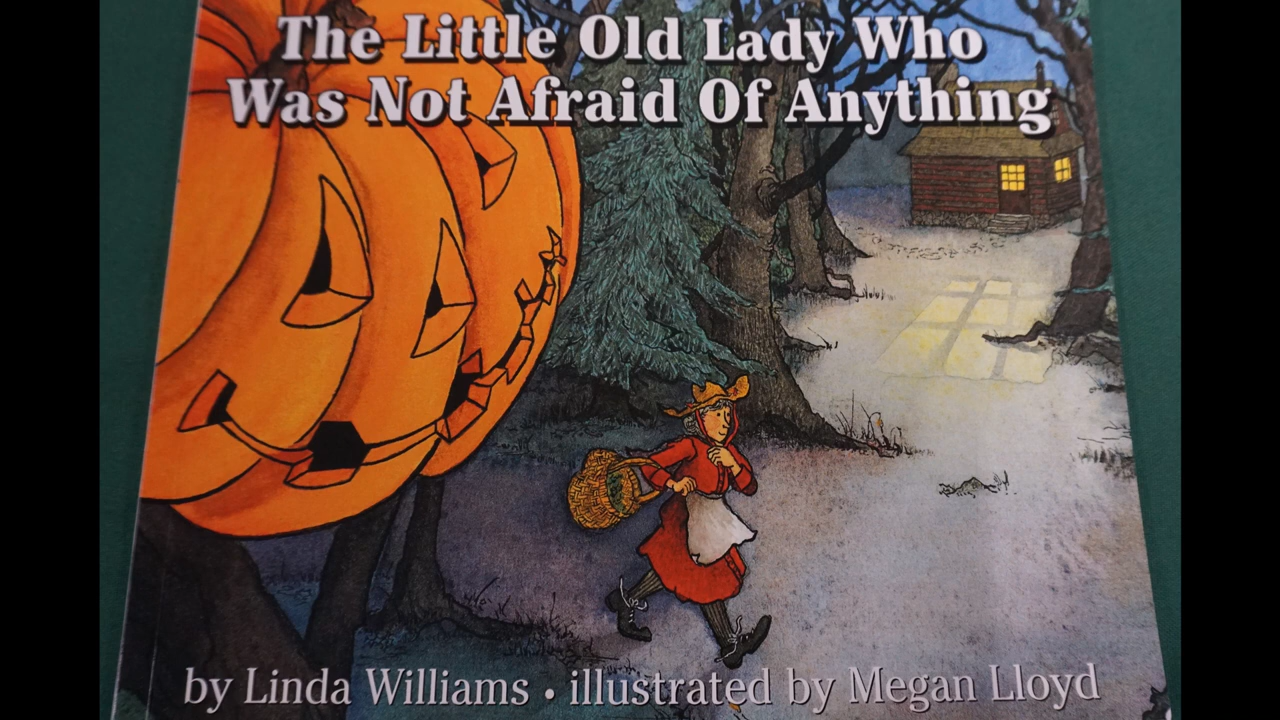 The Little Old Lady Who
Was Not Afraid Of Anything
by Linda Williams • illustrated by Megan Lloyd